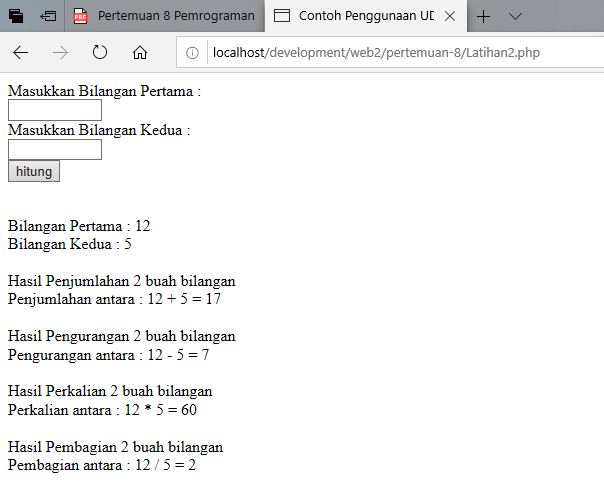 Pertemuan 8 Pemrograman
Contoh Penggunaan UD
localhost/development/web2/pertemuan-8/Latihan2.php
Masukkan Bilangan Pertama :
Masukkan Bilangan Kedua :
hitung
Bilangan Pertama : 12
Bilangan Kedua : 5
Hasil Penjumlahan 2 buah bilangan
Penjumlahan antara : 12 + 5 = 17
Hasil Pengurangan 2 buah bilangan
Pengurangan antara : 12 - 5 = 7
Hasil Perkalian 2 buah bilangan
Perkalian antara : 12 * 5 = 60
Hasil Pembagian 2 buah bilangan
Pembagian antara : 12 / 5 = 2